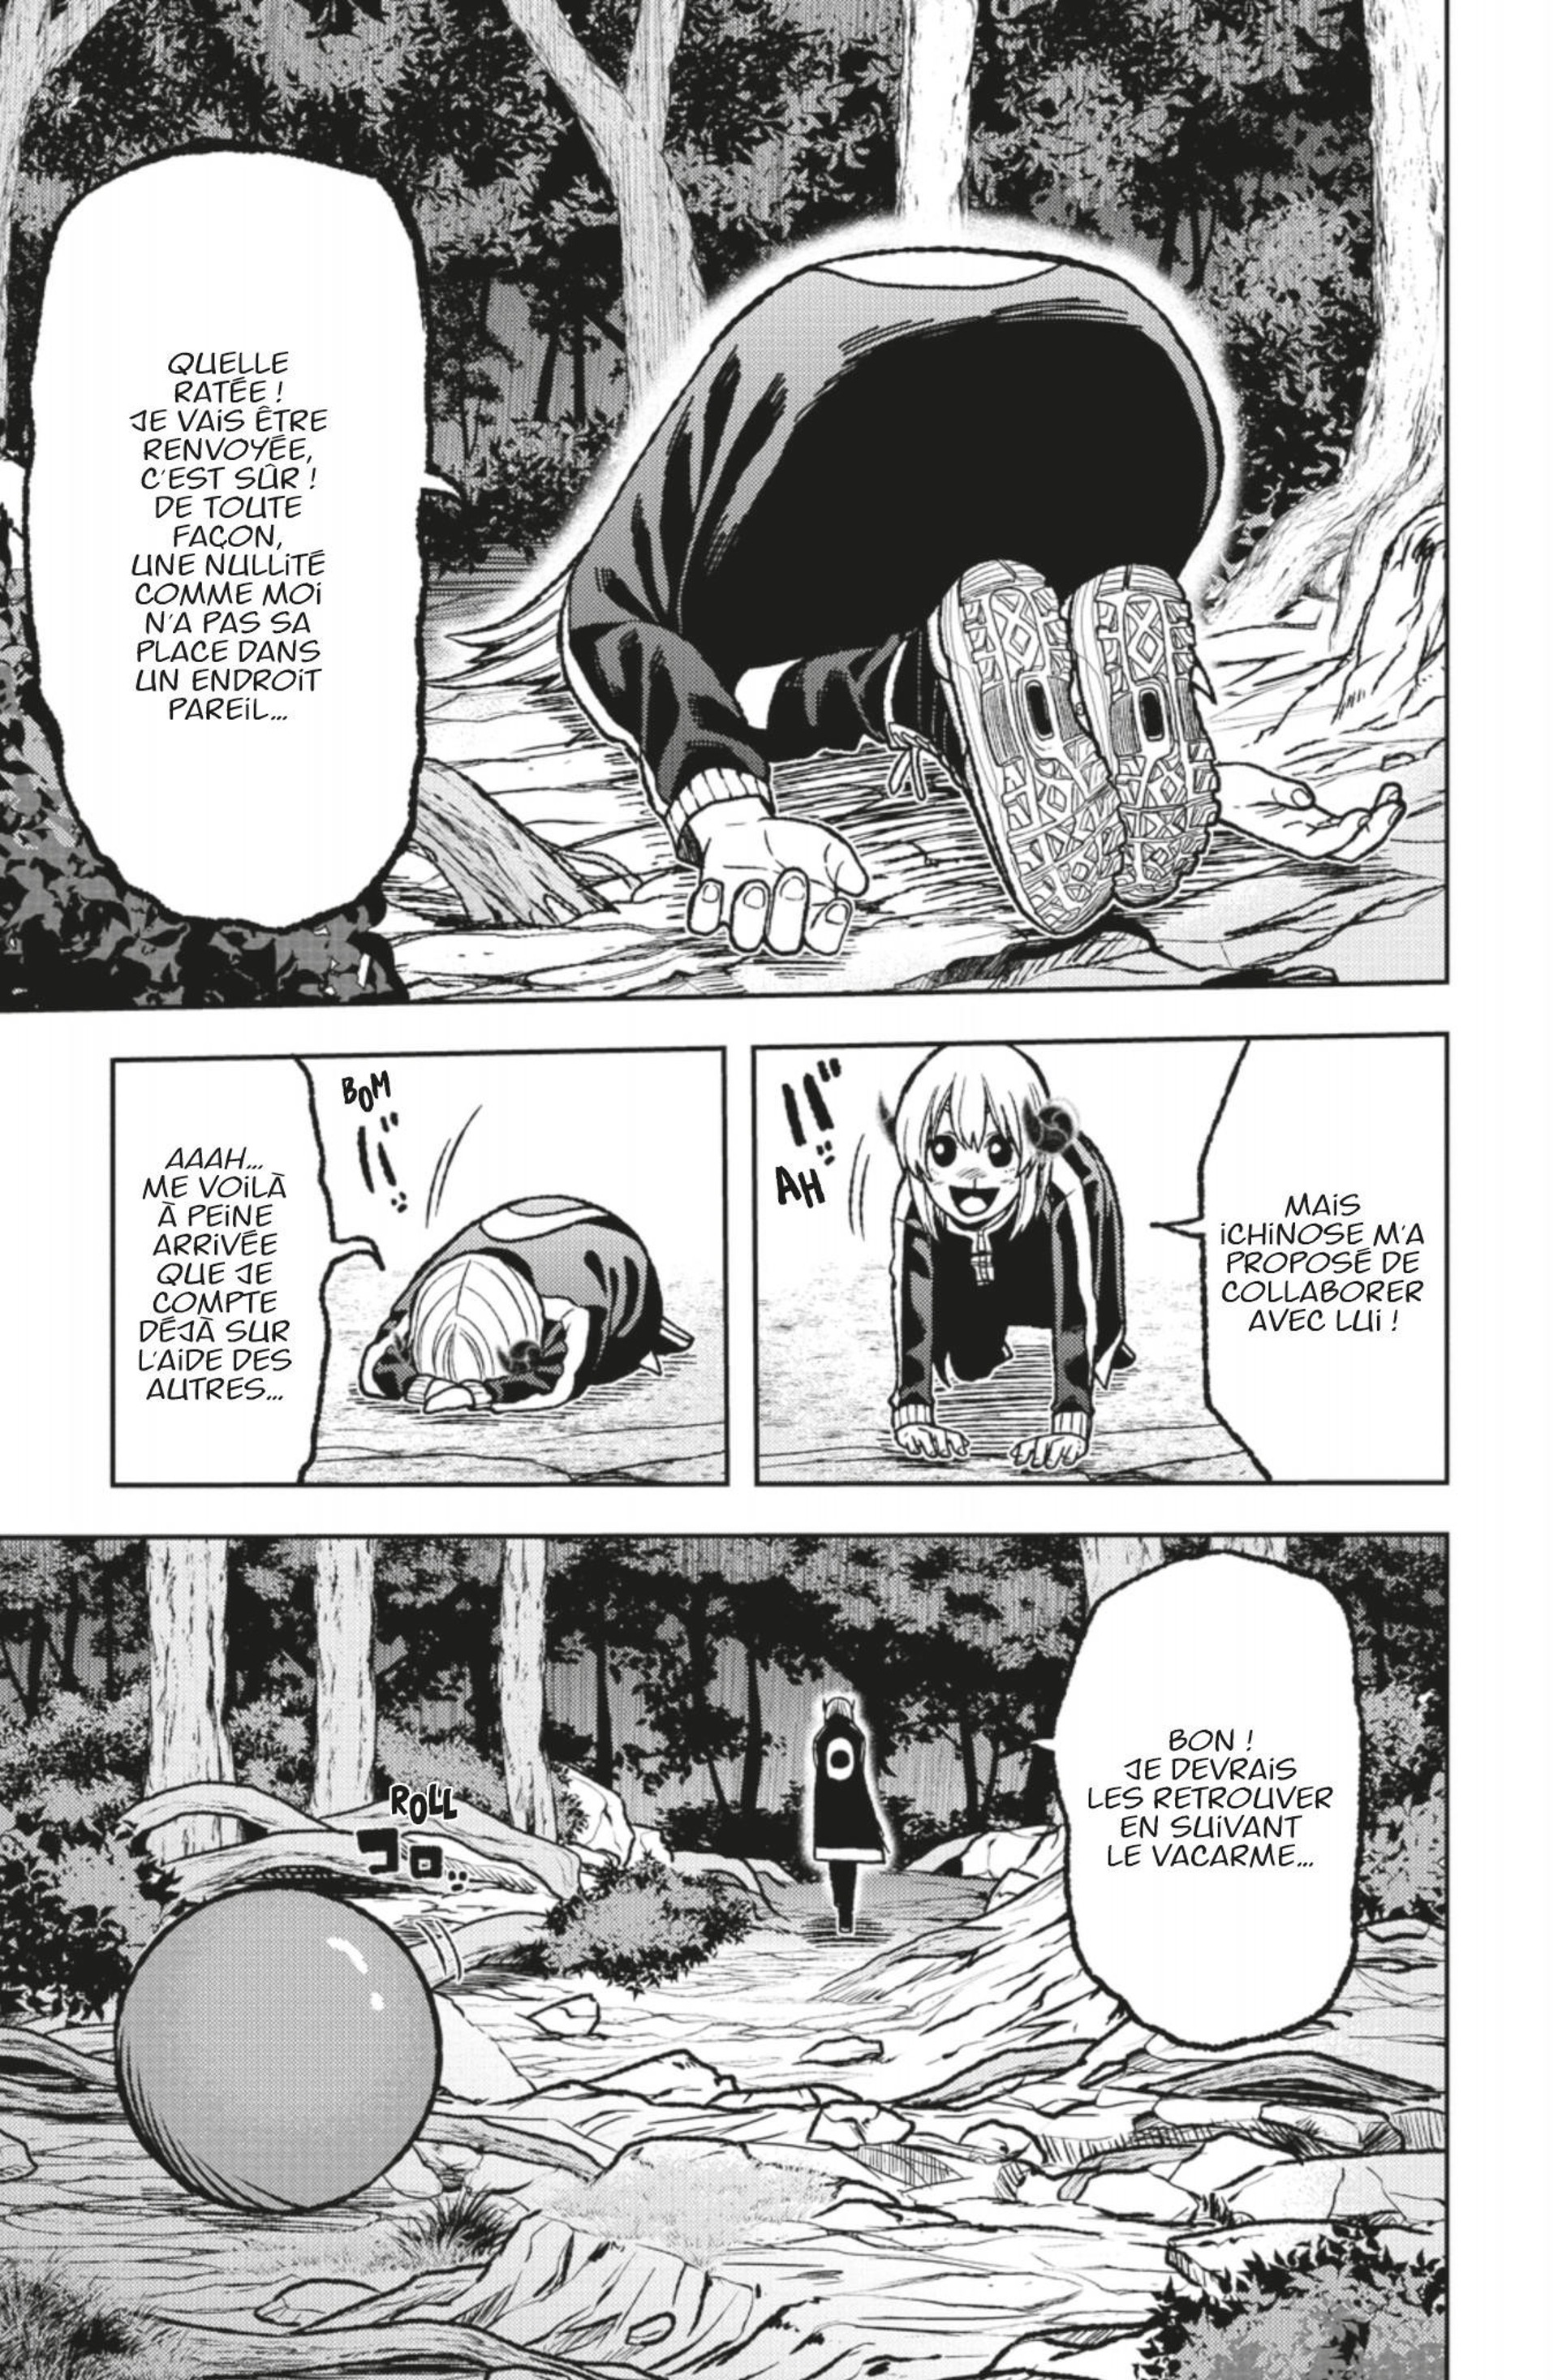 QUELLE
RATÉE !
JE VAIS ÊTRE
RENVOYÉE,
C'EST SÛR !
DE TOUTE
FAÇON,
UNE NULLITÉ
COMME MOI
N'A PAS SA
PLACE DANS
UN ENDROIT
PAREIL...
MAIS
ICHINOSE M'A
PROPOSÉ DE
COLLABORER
AVEC LUI !
AH
BOM
AAAH...
ME VOILÀ
À PEINE
ARRIVÉE
QUE JE
COMPTE
DÉJÀ SUR
L'AIDE DES
AUTRES...
BON !
JE DEVRAIS
LES RETROUVER
EN SUIVANT
LE VACARME...
ROLL
コロ